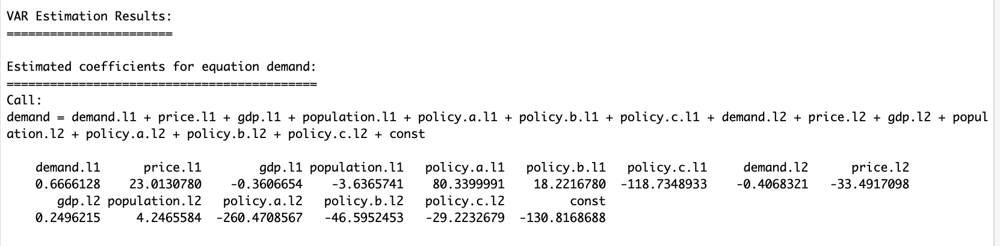 VAR Estimation Results:
=======================
Estimated coefficients for equation demand:
===========================================
Call:
demand = demand.l1 + price.l1 + gdp.l1 + population.l1 + policy.a.l1 + policy.b.l1 + policy.c.l1 + demand.l2 + price.l2 + gdp.l2 + popul
ation.l2 + policy.a.l2 + policy.b.l2 + policy.c.l2 + const
demand.l1 price.l1 gdp.l1 population.l1 policy.a.l1 policy.b.l1 policy.c.l1 demand.l2 price.l2
0.6666128 23.0130780 -0.3606654 -3.6365741 80.3399991 18.2216780 -118.7348933 -0.4068321 -33.4917098
gdp.l2 population.l2 policy.a.l2 policy.b.l2 policy.c.l2 const
0.2496215 4.2465584 -260.4708567 -46.5952453 -29.2232679 -130.8168688